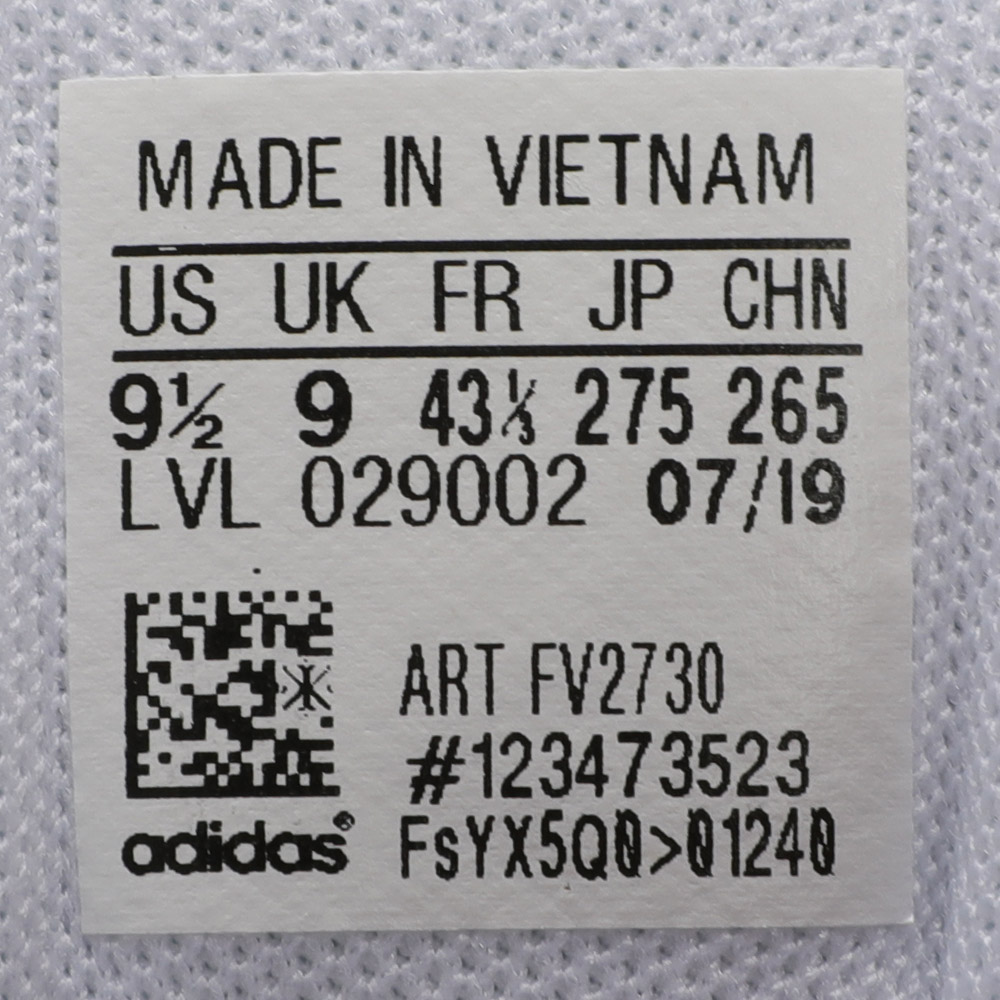 MADE IN VIETNAM
US UK FR JP CHN
9½ 9 43⅓ 275 265
LVL 029002 07/19
ART FV2730
#123473523
adidas® FsYX5Q0>01240